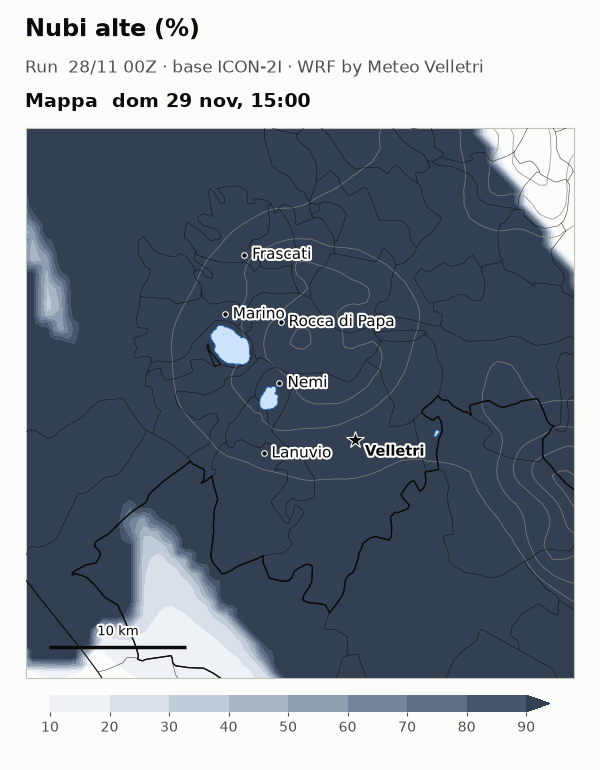 Nubi alte (%)
Run  28/11 00Z · base ICON-2I · WRF by Meteo Velletri
Mappa  dom 29 nov, 15:00
Frascati
Marino
Rocca di Papa
Nemi
Velletri
Lanuvio
10 km
10 20 30 40 50 60 70 80 90